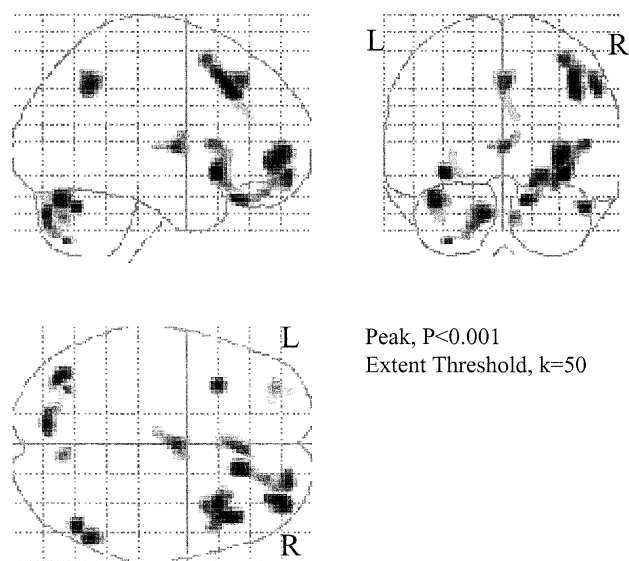 L
R
L
Peak, P<0.001
Extent Threshold, k=50
R